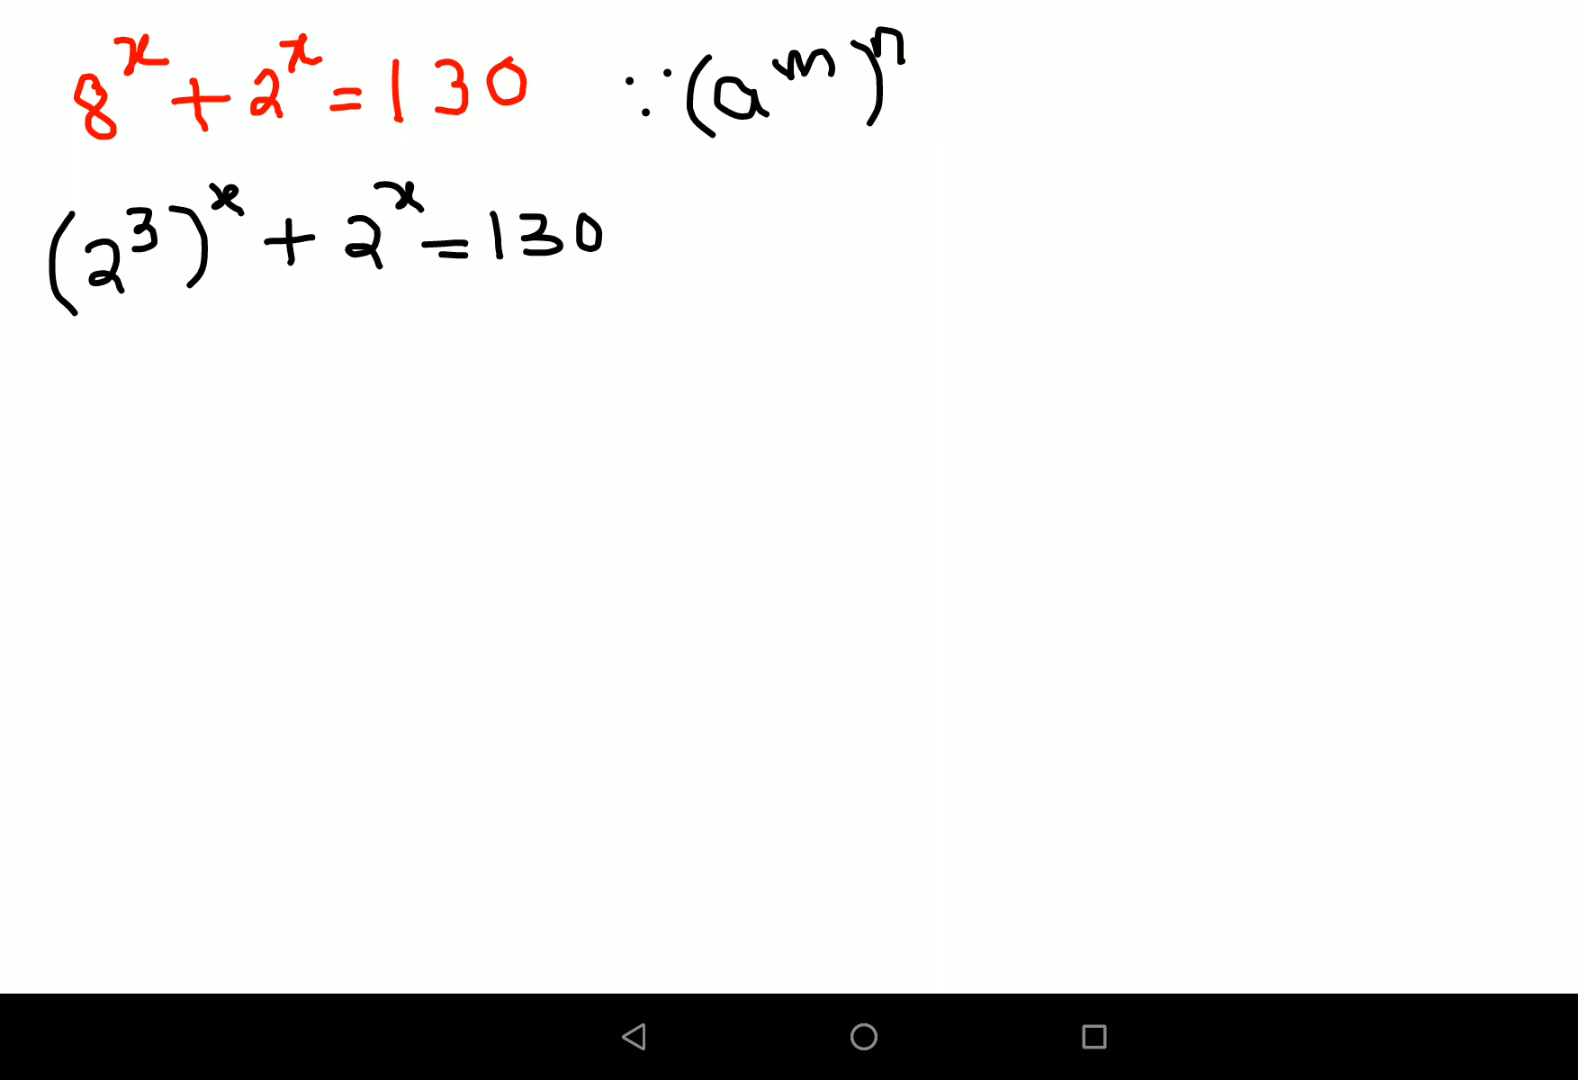 8^x + 2^x = 130 ∵ (a^m)^n
(2^3)^x + 2^x = 130